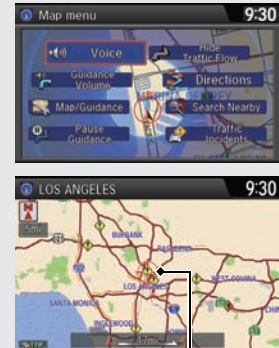 Map menu 9:30
Voice
Hide
Traffic Flow
Guidance
Volume
Directions
Map/Guidance
Search Nearby
Pause
Guidance
Traffic
Incidents
LOS ANGELES 9:30
N
5mi
BURBANK
PASADENA
LOS ANGELES
WEST COVINA
SANTA MONICA
INGLEWOOD